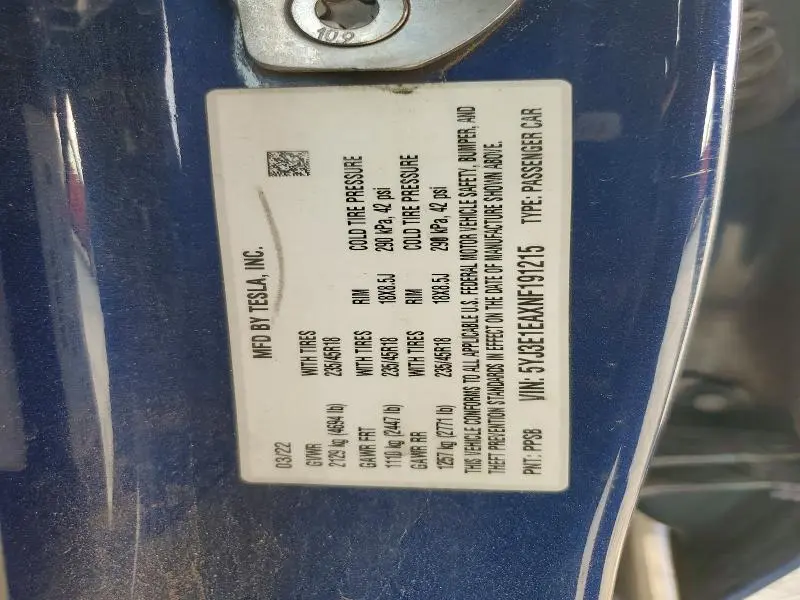 109
MFD BY TESLA, INC.
03/22
GVWR WITH TIRES RIM COLD TIRE PRESSURE
2129 kg (4694 lb) 235/45R18 18X8.5J 290 kPa, 42 psi
GAWR FRT WITH TIRES RIM COLD TIRE PRESSURE
1110 kg (2447 lb) 235/45R18 18X8.5J 290 kPa, 42 psi
GAWR RR
1257 kg (2771 lb) 235/45R18
THIS VEHICLE CONFORMS TO ALL APPLICABLE U.S. FEDERAL MOTOR VEHICLE SAFETY, BUMPER, AND
THEFT PREVENTION STANDARDS IN EFFECT ON THE DATE OF MANUFACTURE SHOWN ABOVE.
PNT: PPSB VIN: 5YJ3E1EAXNF191215 TYPE: PASSENGER CAR